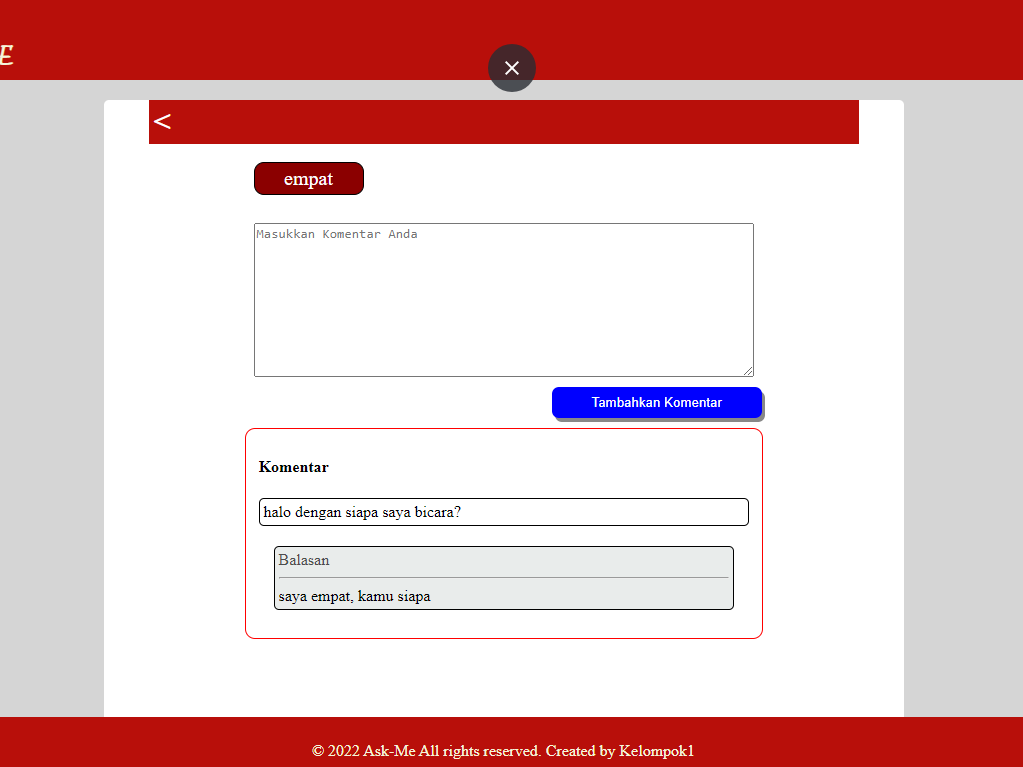 E
<
empat
Masukkan Komentar Anda
Tambahkan Komentar
Komentar
halo dengan siapa saya bicara?
Balasan
saya empat, kamu siapa
© 2022 Ask-Me All rights reserved. Created by Kelompok1